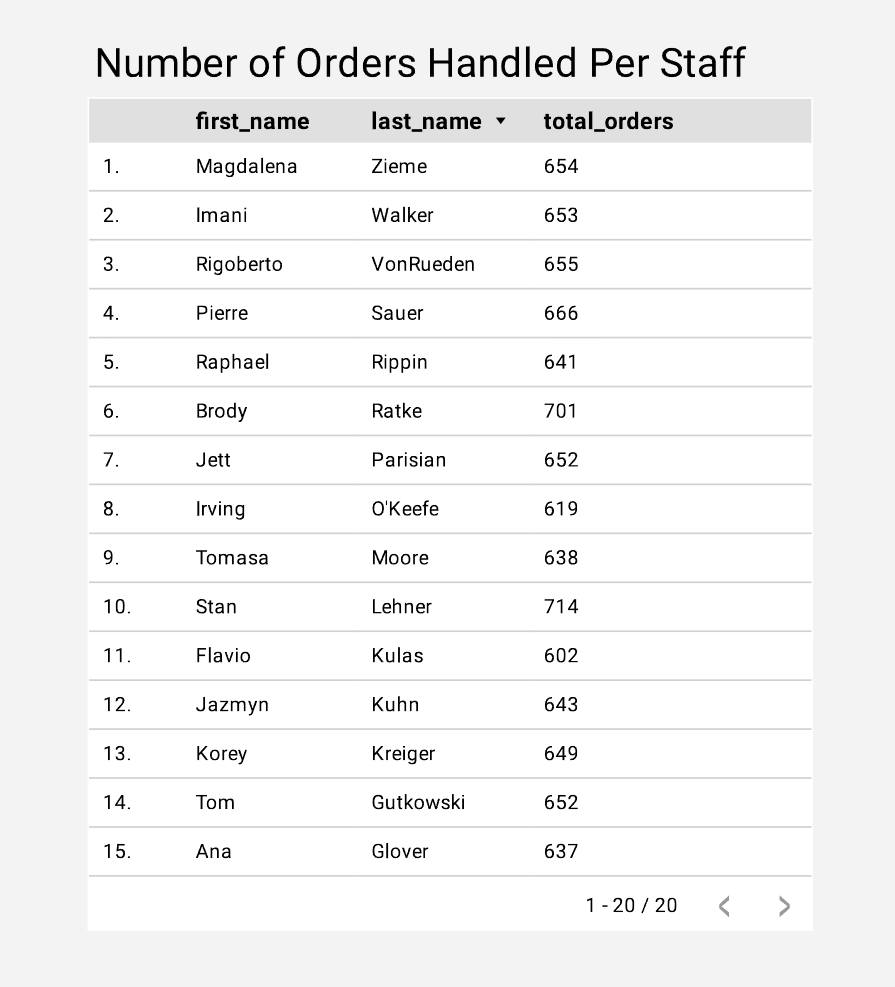 Number of Orders Handled Per Staff
first_name last_name total_orders
1. Magdalena Zieme 654
2. Imani Walker 653
3. Rigoberto VonRueden 655
4. Pierre Sauer 666
5. Raphael Rippin 641
6. Brody Ratke 701
7. Jett Parisian 652
8. Irving O'Keefe 619
9. Tomasa Moore 638
10. Stan Lehner 714
11. Flavio Kulas 602
12. Jazmyn Kuhn 643
13. Korey Kreiger 649
14. Tom Gutkowski 652
15. Ana Glover 637
1 - 20 / 20